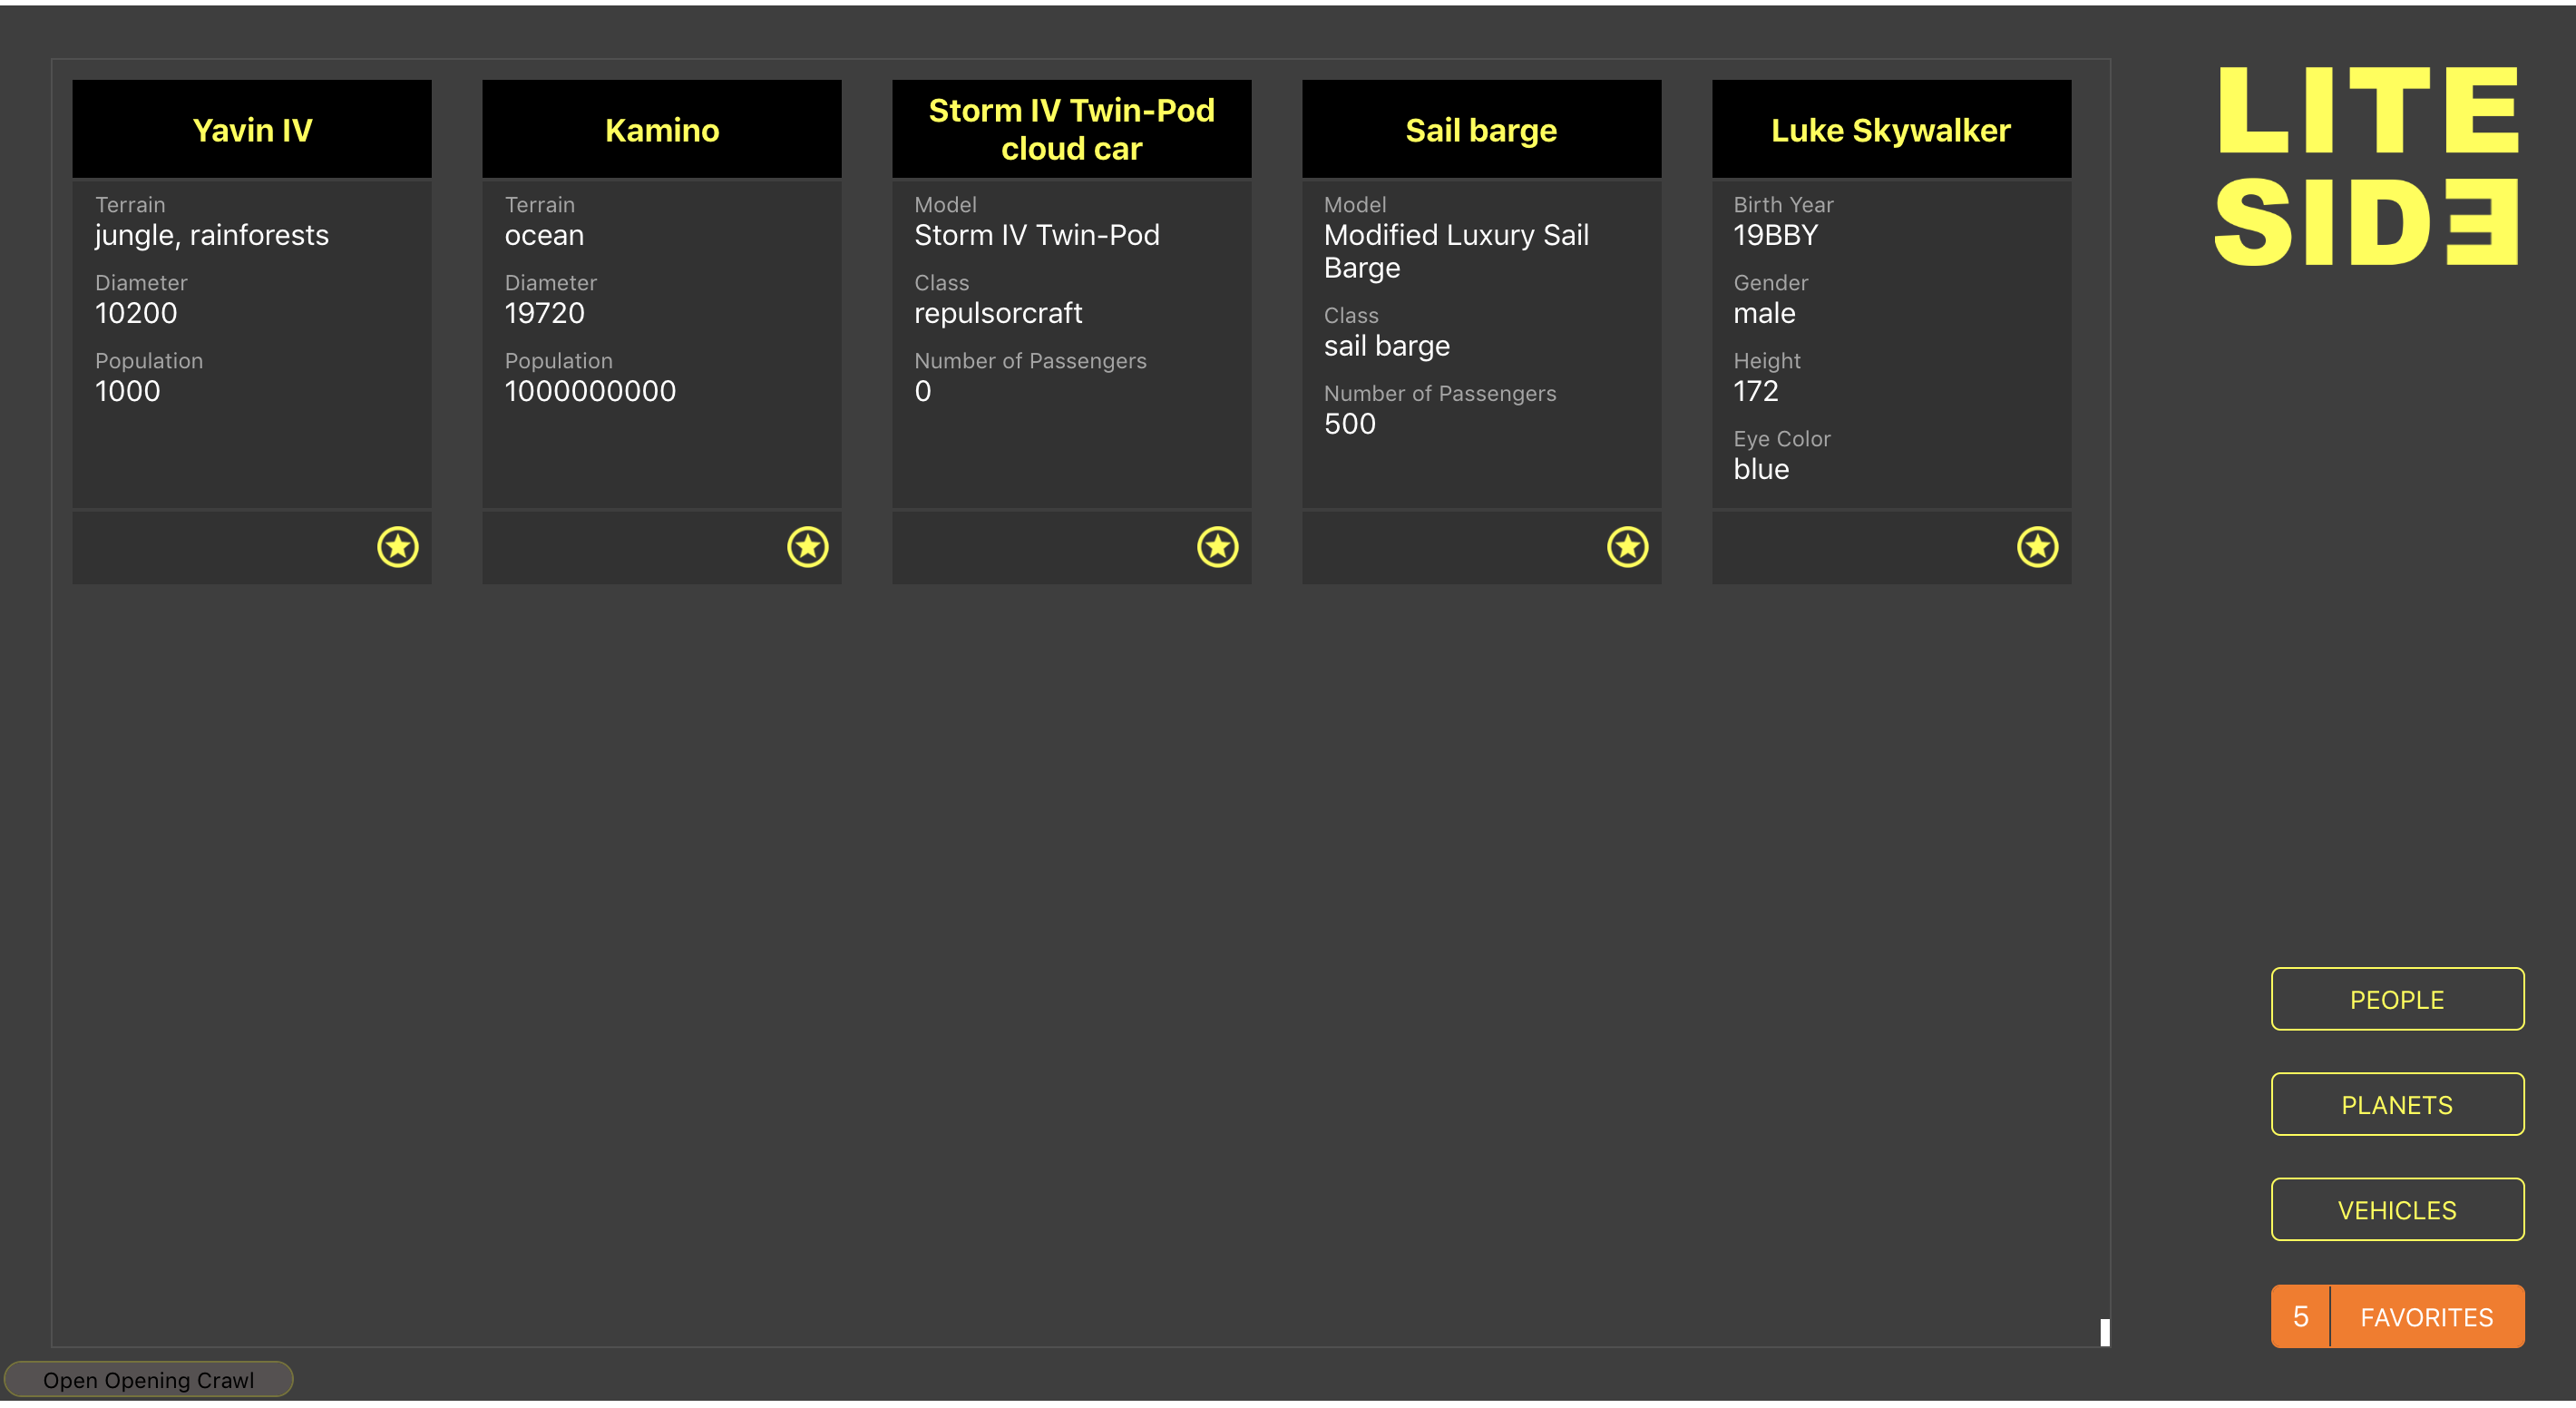 Yavin IV
Terrain
jungle, rainforests
Diameter
10200
Population
1000
Kamino
Terrain
ocean
Diameter
19720
Population
1000000000
Storm IV Twin-Pod
cloud car
Model
Storm IV Twin-Pod
Class
repulsorcraft
Number of Passengers
0
Sail barge
Model
Modified Luxury Sail
Barge
Class
sail barge
Number of Passengers
500
Luke Skywalker
Birth Year
19BBY
Gender
male
Height
172
Eye Color
blue
LITE
SIDE
PEOPLE
PLANETS
VEHICLES
5 FAVORITES
Open Opening Crawl